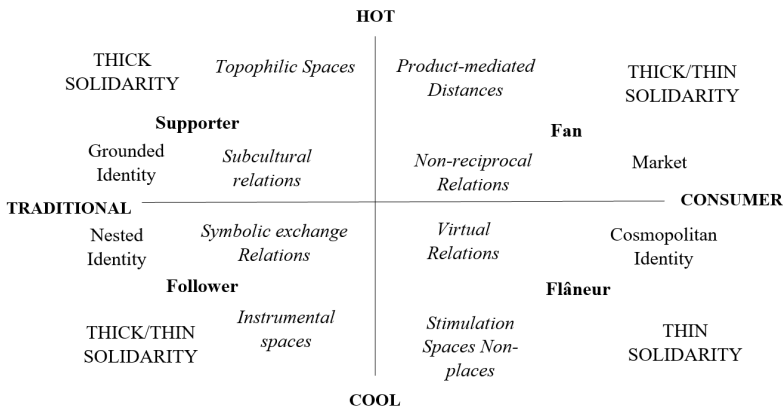 HOT
THICK
SOLIDARITY
Topophilic Spaces
Product-mediated
Distances
THICK/THIN
SOLIDARITY
Supporter
Fan
Grounded
Identity
Subcultural
relations
Non-reciprocal
Relations
Market
TRADITIONAL
CONSUMER
Nested
Identity
Symbolic exchange
Relations
Virtual
Relations
Cosmopolitan
Identity
Follower
Flâneur
THICK/THIN
SOLIDARITY
Instrumental
spaces
Stimulation
Spaces Non-
places
THIN
SOLIDARITY
COOL